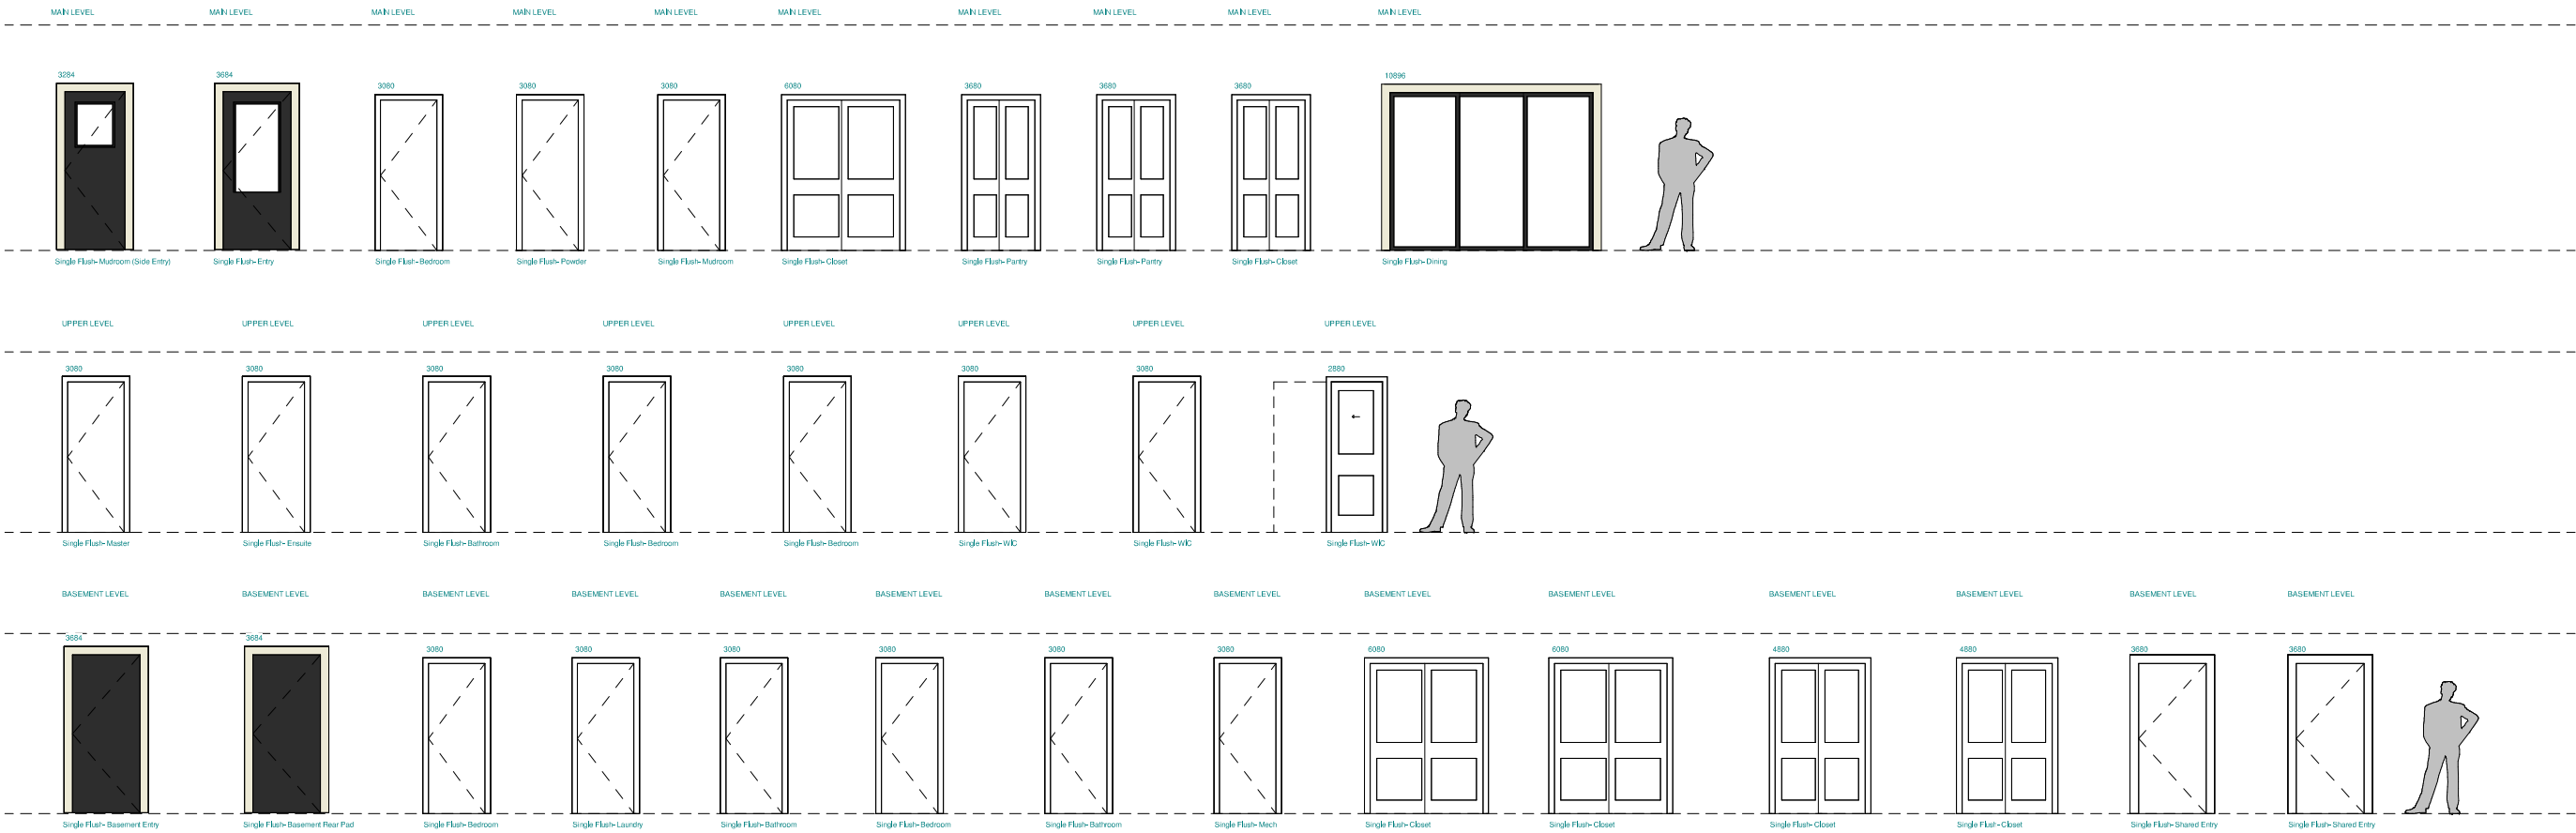 MAIN LEVEL MAIN LEVEL MAIN LEVEL MAIN LEVEL MAIN LEVEL MAIN LEVEL MAIN LEVEL MAIN LEVEL MAIN LEVEL MAIN LEVEL
3284 3684 3080 3080 3080 6080 3680 3680 3680 10896
Single Flush- Mudroom (Side Entry) Single Flush- Entry Single Flush- Bedroom Single Flush- Powder Single Flush- Mudroom Single Flush- Closet Single Flush- Pantry Single Flush- Pantry Single Flush- Closet Single Flush- Dining
UPPER LEVEL UPPER LEVEL UPPER LEVEL UPPER LEVEL UPPER LEVEL UPPER LEVEL UPPER LEVEL UPPER LEVEL
3080 3080 3080 3080 3080 3080 3080 2880
Single Flush- Master Single Flush- Ensuite Single Flush- Bathroom Single Flush- Bedroom Single Flush- Bedroom Single Flush- WIC Single Flush- WIC Single Flush- WIC
BASEMENT LEVEL BASEMENT LEVEL BASEMENT LEVEL BASEMENT LEVEL BASEMENT LEVEL BASEMENT LEVEL BASEMENT LEVEL BASEMENT LEVEL BASEMENT LEVEL BASEMENT LEVEL BASEMENT LEVEL BASEMENT LEVEL BASEMENT LEVEL BASEMENT LEVEL
3684 3684 3080 3080 3080 3080 3080 3080 6080 6080 4880 4880 3680 3680
Single Flush- Basement Entry Single Flush- Basement Rear Pad Single Flush- Bedroom Single Flush- Laundry Single Flush- Bathroom Single Flush- Bedroom Single Flush- Bathroom Single Flush- Mech Single Flush- Closet Single Flush- Closet Single Flush- Closet Single Flush- Closet Single Flush- Shared Entry Single Flush- Shared Entry